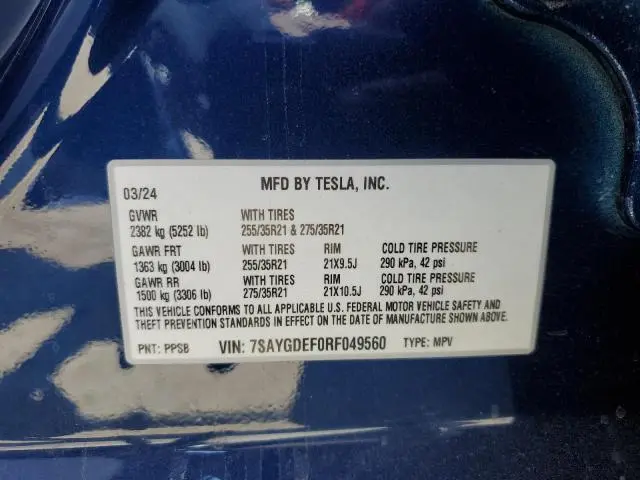 MFD BY TESLA, INC.
03/24
GVWR WITH TIRES
2382 kg (5252 lb) 255/35R21 & 275/35R21
GAWR FRT WITH TIRES RIM COLD TIRE PRESSURE
1363 kg (3004 lb) 255/35R21 21X9.5J 290 kPa, 42 psi
GAWR RR WITH TIRES RIM COLD TIRE PRESSURE
1500 kg (3306 lb) 275/35R21 21X10.5J 290 kPa, 42 psi
THIS VEHICLE CONFORMS TO ALL APPLICABLE U.S. FEDERAL MOTOR VEHICLE SAFETY AND
THEFT PREVENTION STANDARDS IN EFFECT ON THE DATE OF MANUFACTURE SHOWN ABOVE.
PNT: PPSB VIN: 7SAYGDEF0RF049560 TYPE: MPV